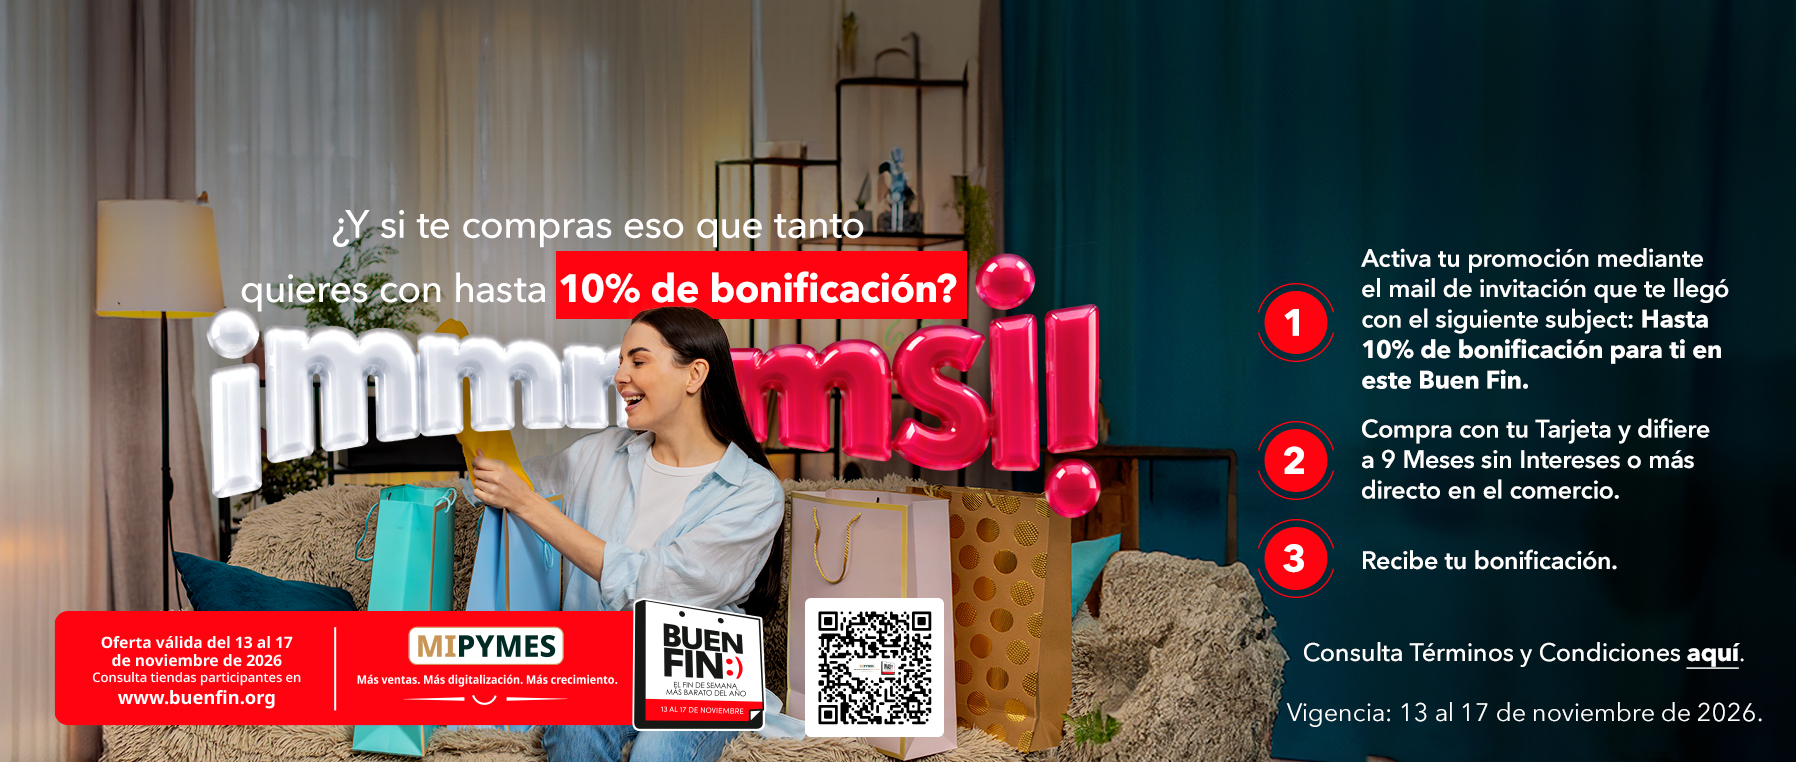 ¿Y si te compras eso que tanto
quieres con hasta 10% de bonificación?
¡mmmmsí!
1
Activa tu promoción mediante
el mail de invitación que te llegó
con el siguiente subject: Hasta
10% de bonificación para ti en
este Buen Fin.
2
Compra con tu Tarjeta y difiere
a 9 Meses sin Intereses o más
directo en el comercio.
3
Recibe tu bonificación.
Consulta Términos y Condiciones aquí.
Vigencia: 13 al 17 de noviembre de 2026.
Oferta válida del 13 al 17
de noviembre de 2026
Consulta tiendas participantes en
www.buenfin.org
MIPYMES
Más ventas. Más digitalización. Más crecimiento.
BUEN
FIN:)
EL FIN DE SEMANA
MÁS BARATO DEL AÑO
13 AL 17 DE NOVIEMBRE